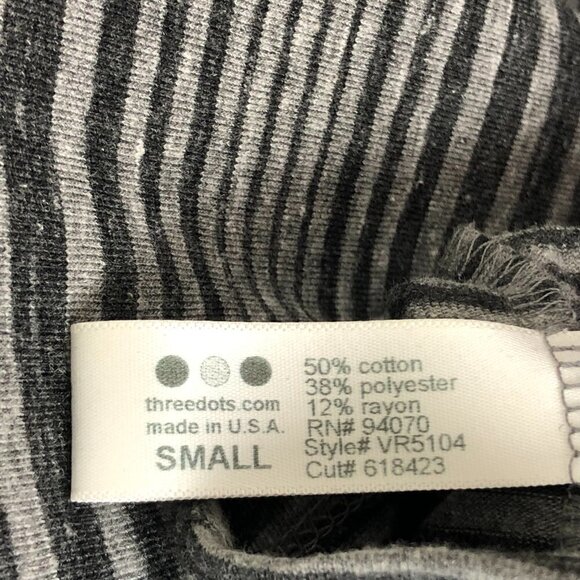 threedots.com
made in U.S.A.
SMALL
50% cotton
38% polyester
12% rayon
RN# 94070
Style# VR5104
Cut# 618423